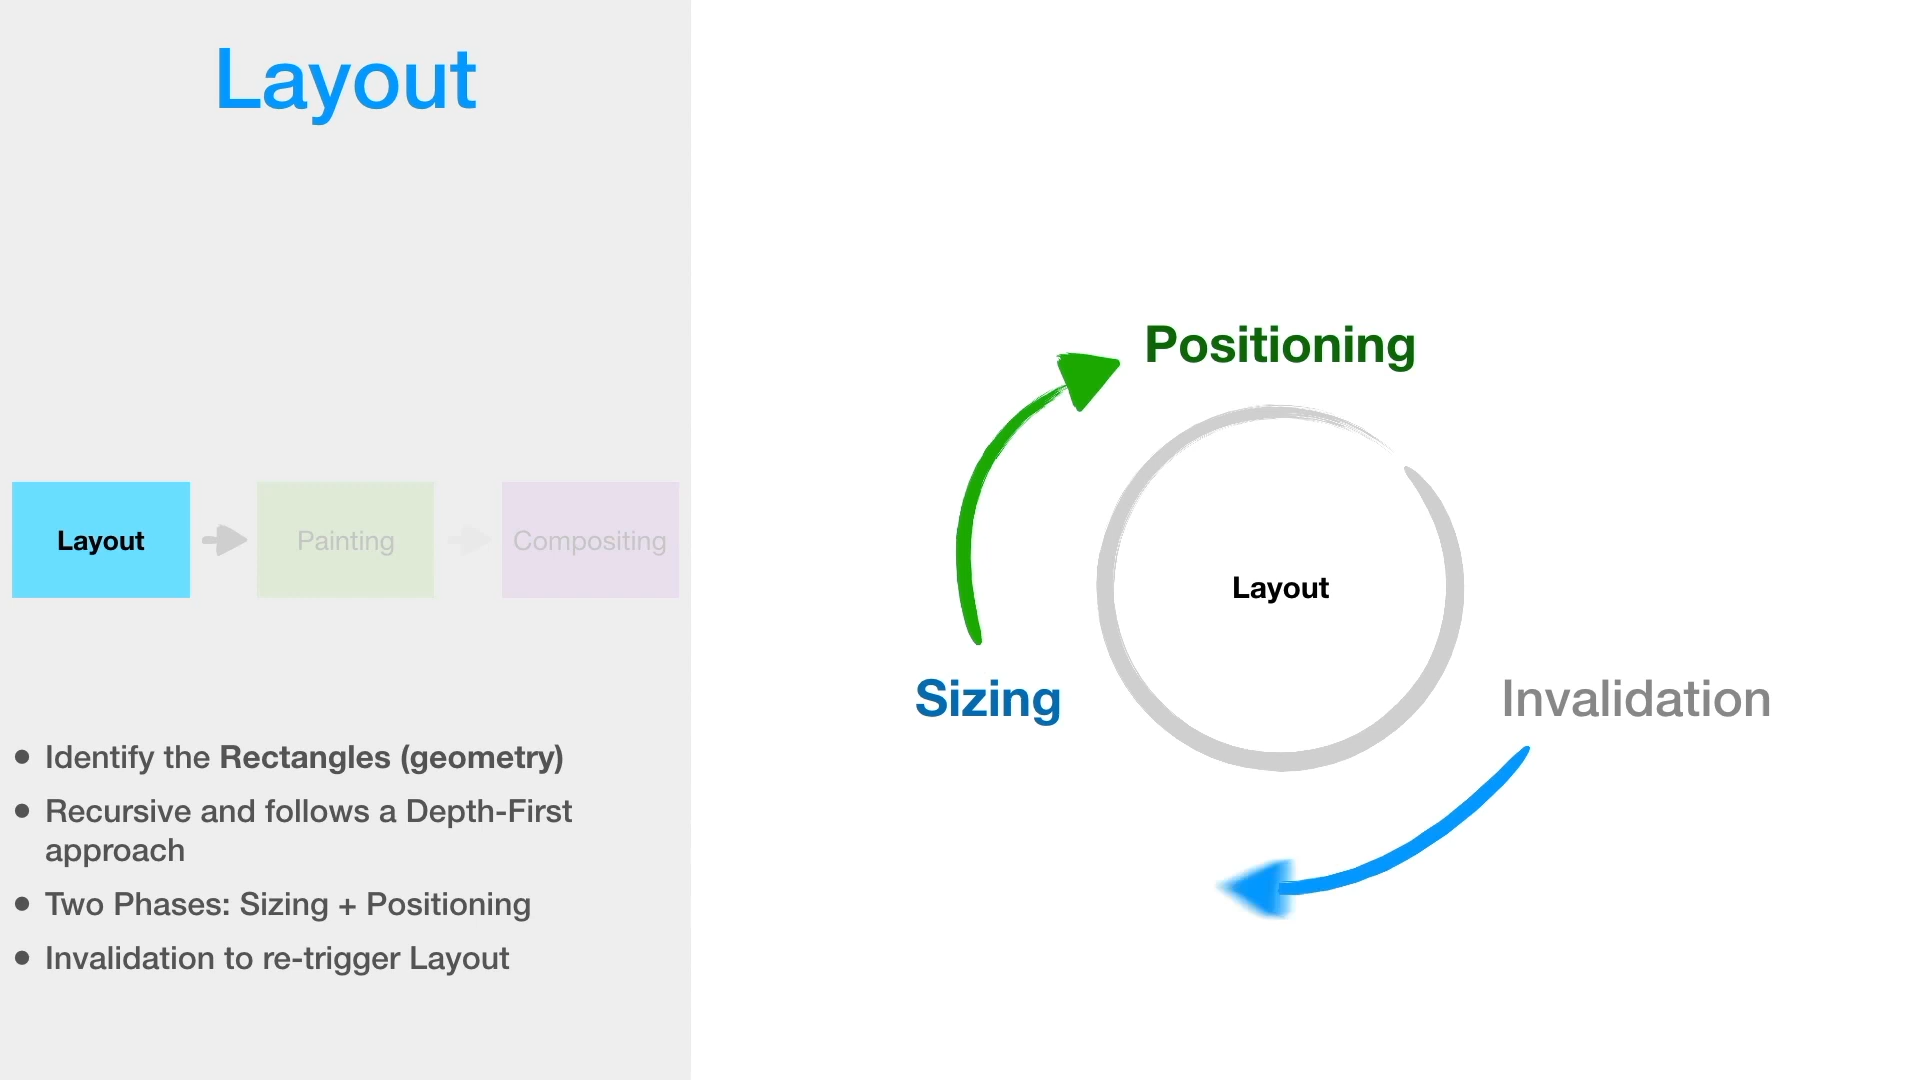 Layout
Layout
Painting
Compositing
• Identify the Rectangles (geometry)
• Recursive and follows a Depth-First
approach
• Two Phases: Sizing + Positioning
• Invalidation to re-trigger Layout
Positioning
Layout
Sizing
Invalidation